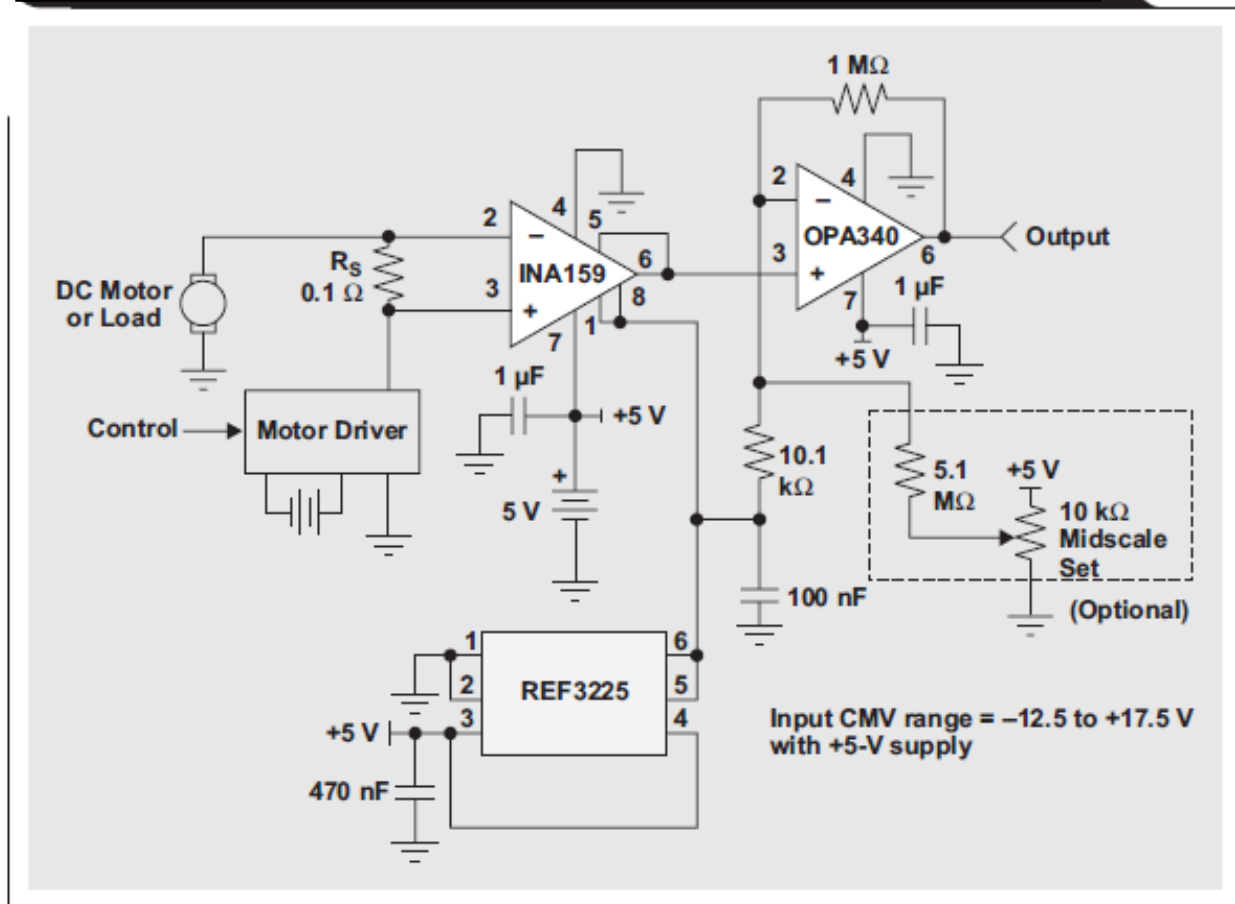 1 MΩ
2
4
OPA340
3
+
–
6
7
Output
1 µF
+5 V
2
4
5
–
INA159
6
8
3
+
1
7
RS
0.1 Ω
DC Motor
or Load
1 µF
+5 V
Control
Motor Driver
+
5 V
10.1
kΩ
5.1
MΩ
+5 V
10 kΩ
Midscale
Set
(Optional)
100 nF
1
2
3
REF3225
6
5
4
+5 V
470 nF
Input CMV range = –12.5 to +17.5 V
with +5-V supply